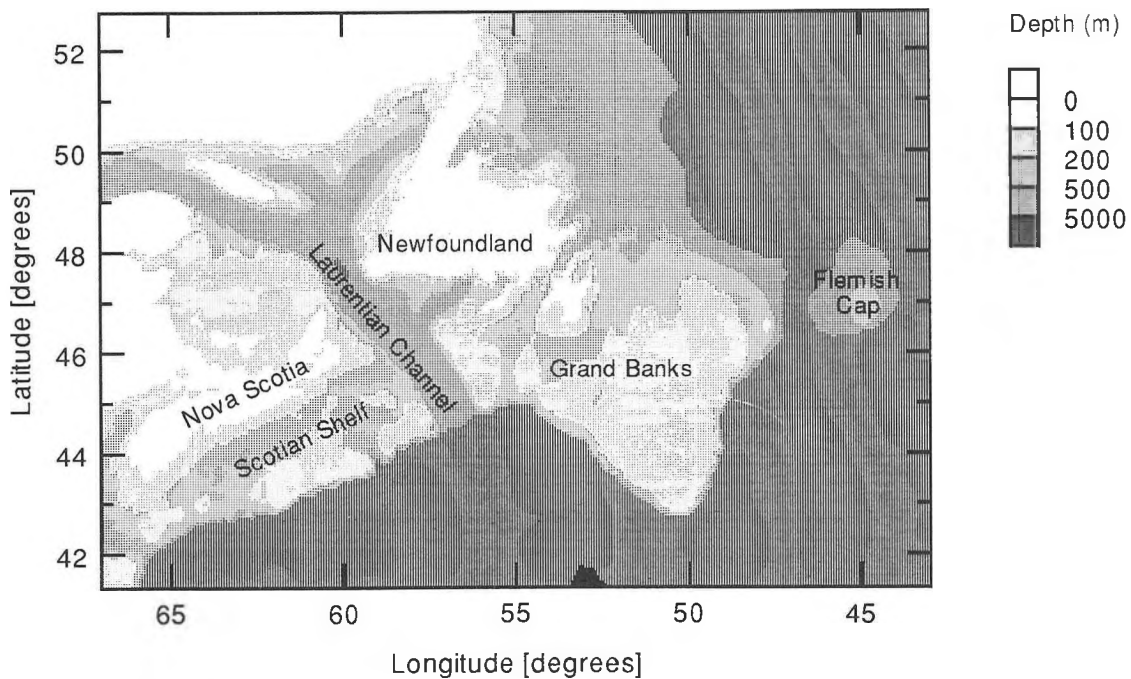 Depth (m)
0
100
200
500
5000
52
50
48
46
44
42
Latitude [degrees]
Newfoundland
Laurentian Channel
Flemish
Cap
Grand Banks
Nova Scotia
Scotian Shelf
65
60
55
50
45
Longitude [degrees]